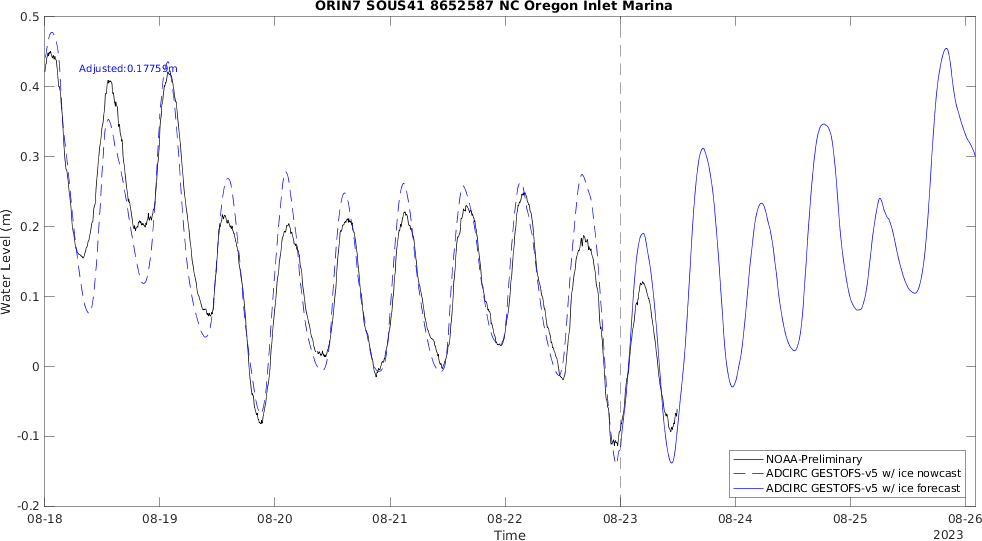 ORIN7 SOUS41 8652587 NC Oregon Inlet Marina
Adjusted:0.17759m
0.5
0.4
0.3
0.2
0.1
0
-0.1
-0.2
Water Level (m)
NOAA-Preliminary
ADCIRC GESTOFS-v5 w/ ice nowcast
ADCIRC GESTOFS-v5 w/ ice forecast
08-18 08-19 08-20 08-21 08-22 08-23 08-24 08-25 08-26
Time
2023